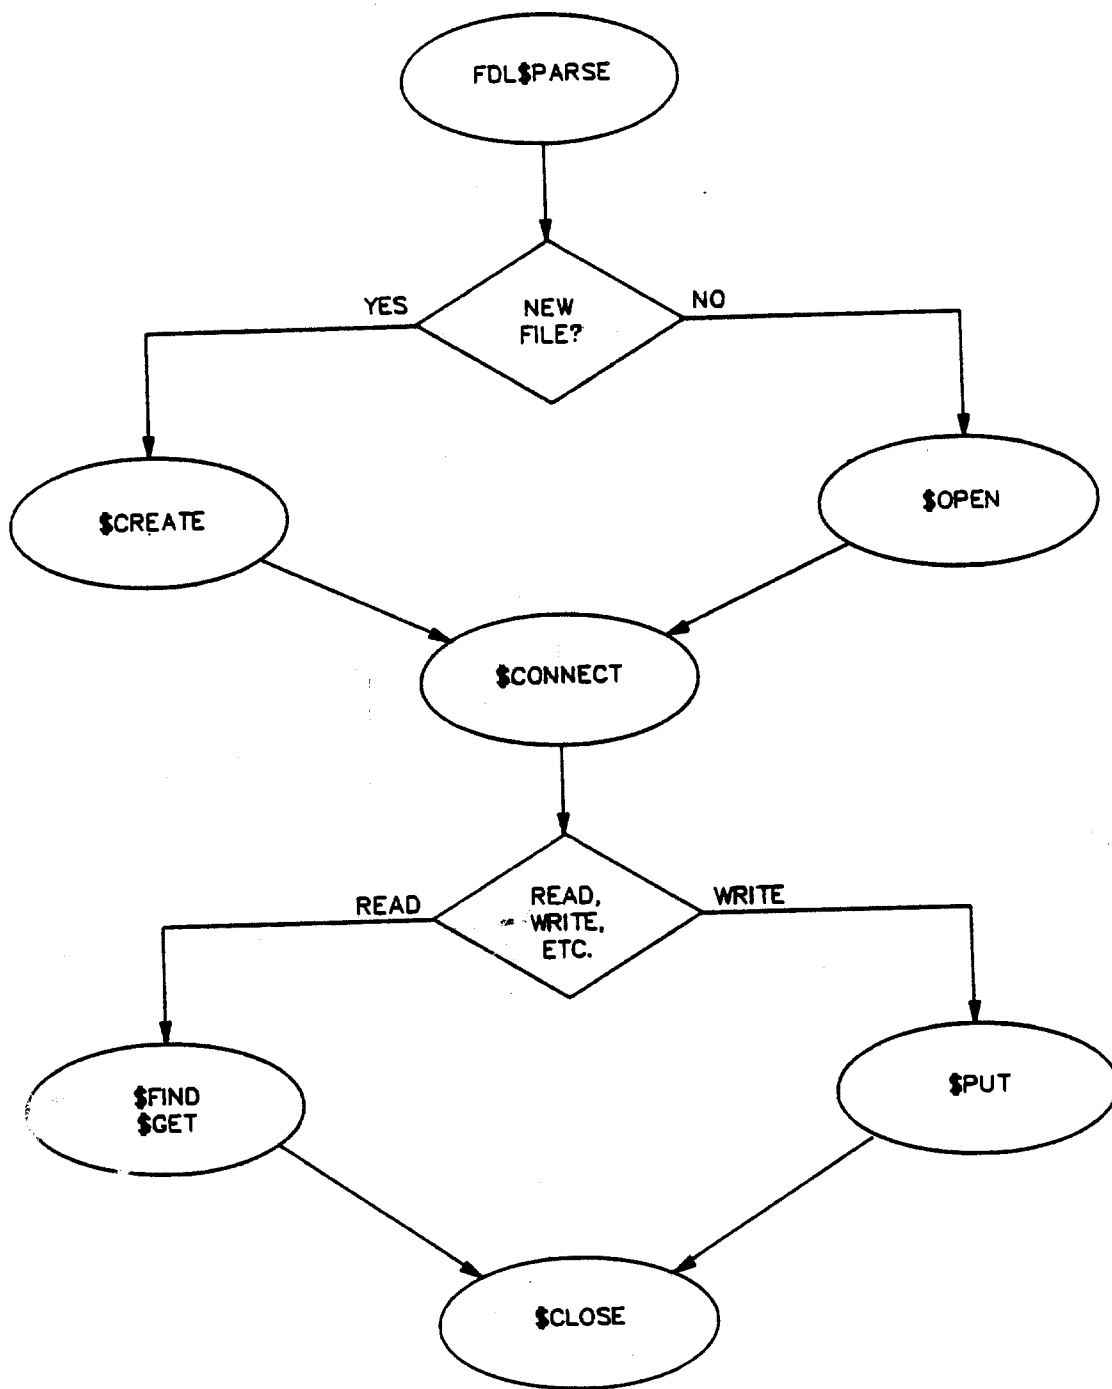 FDL$PARSE
NEW
FILE?
YES
NO
$CREATE
$OPEN
$CONNECT
READ
READ,
WRITE,
ETC.
WRITE
$FIND
$GET
$PUT
$CLOSE